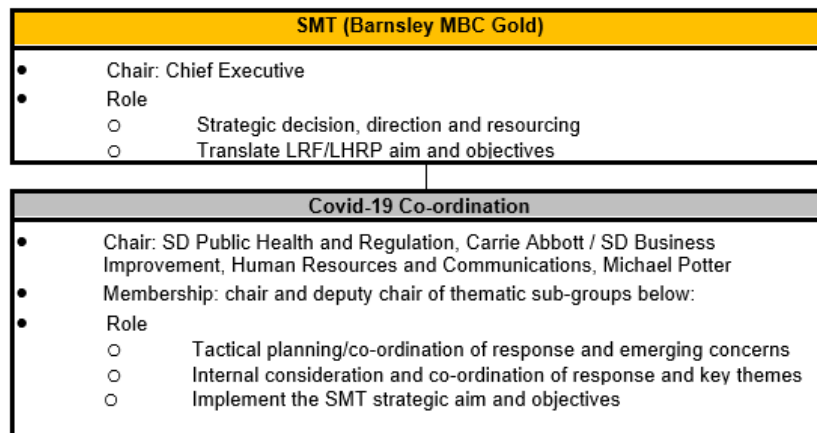 SMT (Barnsley MBC Gold)
● Chair: Chief Executive
● Role
○ Strategic decision, direction and resourcing
○ Translate LRF/LHRP aim and objectives
Covid-19 Co-ordination
● Chair: SD Public Health and Regulation, Carrie Abbott / SD Business
Improvement, Human Resources and Communications, Michael Potter
● Membership: chair and deputy chair of thematic sub-groups below:
● Role
○ Tactical planning/co-ordination of response and emerging concerns
○ Internal consideration and co-ordination of response and key themes
○ Implement the SMT strategic aim and objectives